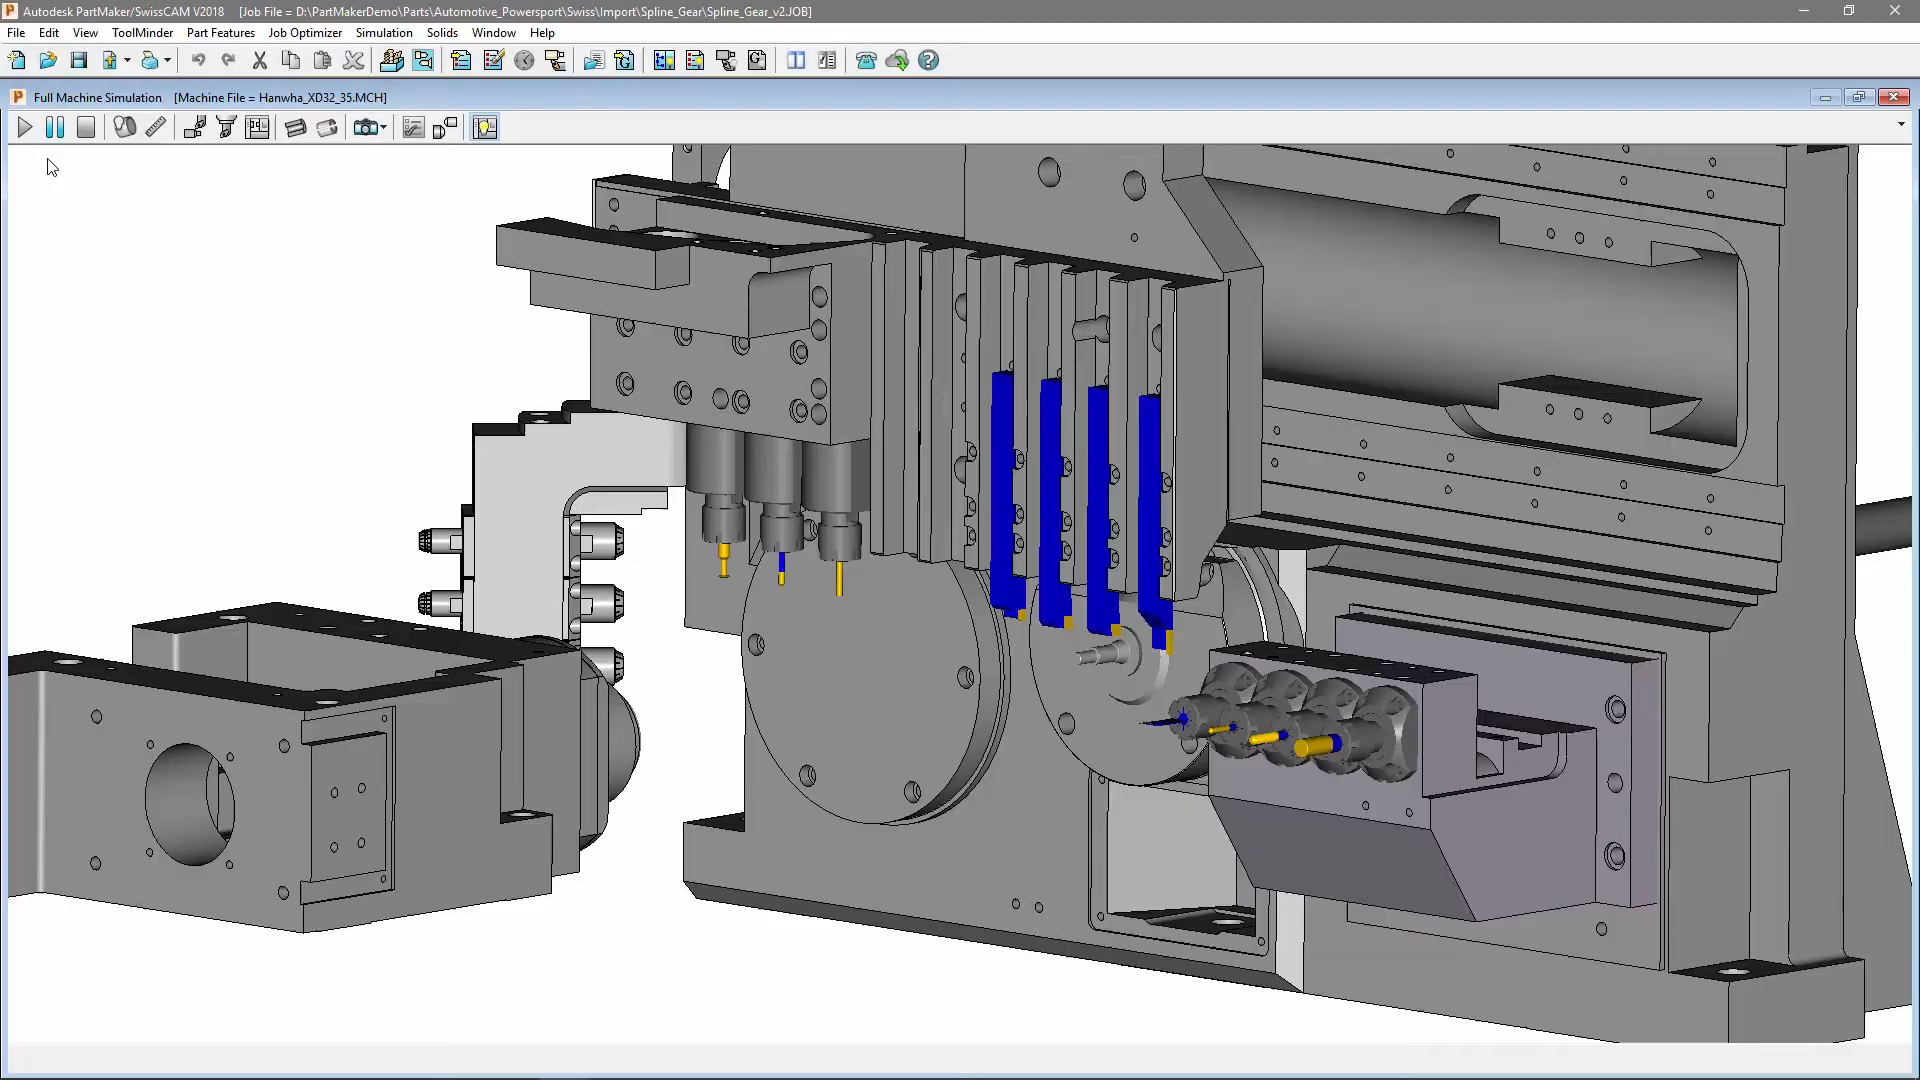 Autodesk PartMaker/SwissCAM V2018 [Job File = D:\PartMakerDemo\Parts\Automotive_Powersport\Swiss\Import\Spline_Gear\Spline_Gear_v2.JOB]
File Edit View ToolMinder Part Features Job Optimizer Simulation Solids Window Help
Full Machine Simulation [Machine File = Hanwha_XD32_35.MCH]